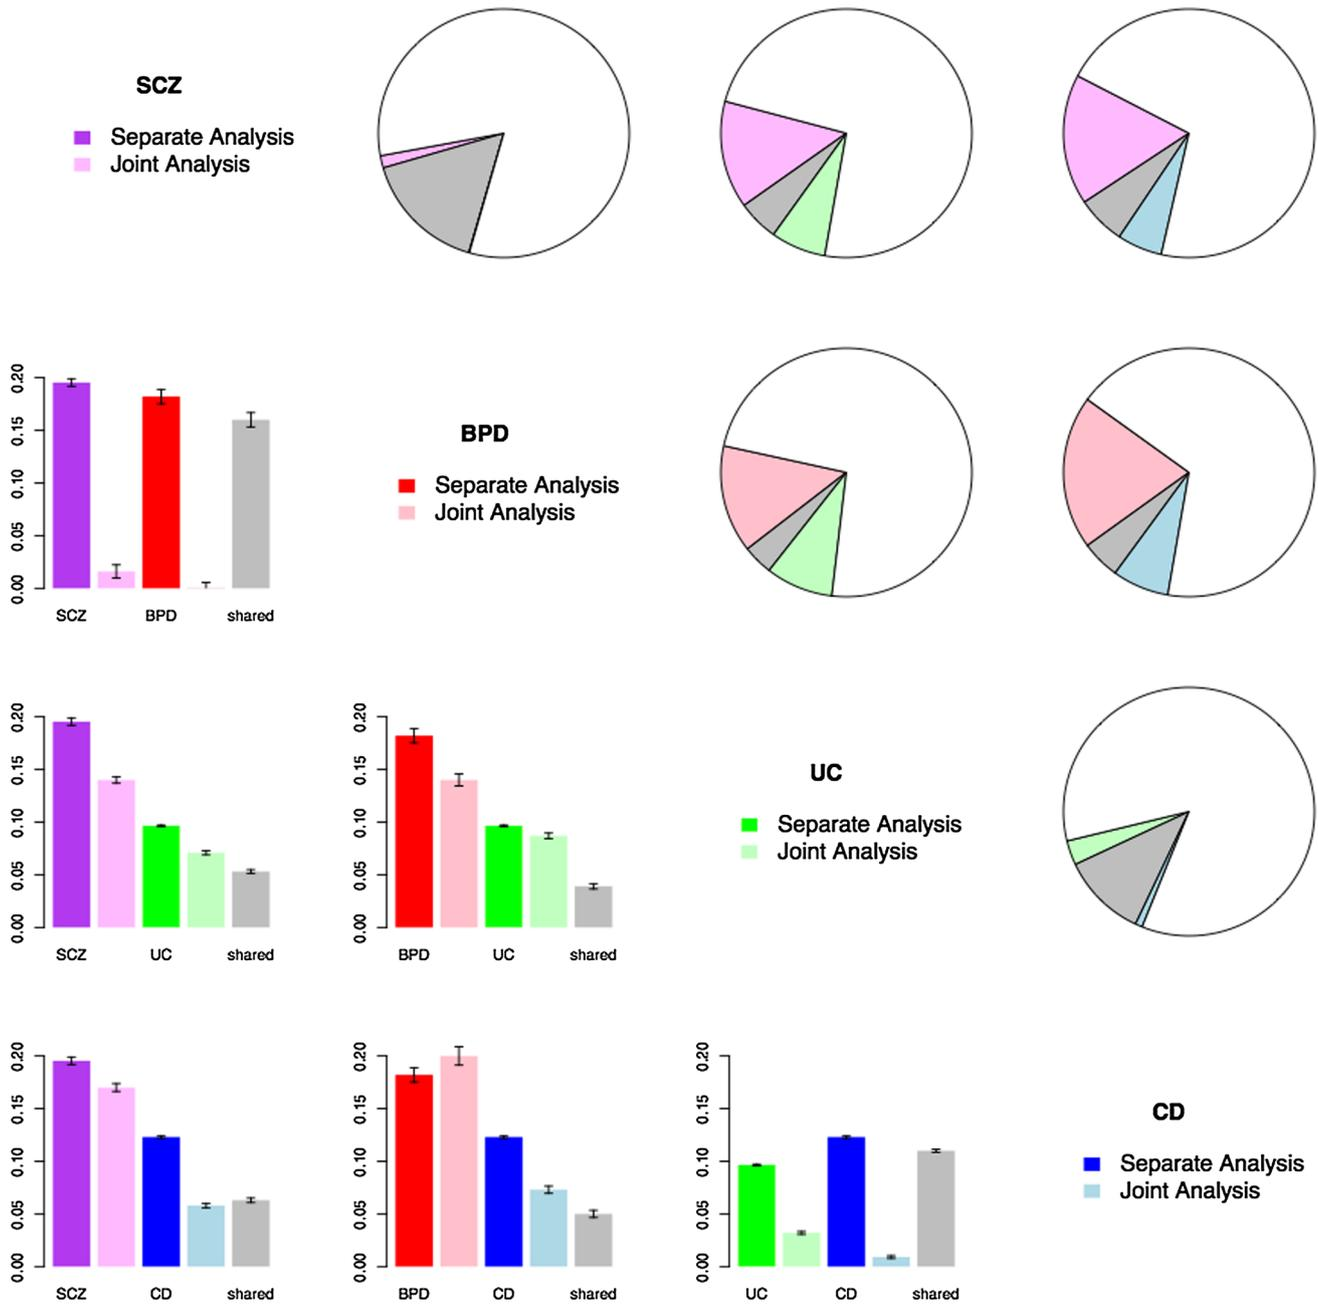 SCZ
Separate Analysis
Joint Analysis
0.00 0.05 0.10 0.15 0.20
SCZ BPD shared
BPD
Separate Analysis
Joint Analysis
0.00 0.05 0.10 0.15 0.20
SCZ UC shared
0.00 0.05 0.10 0.15 0.20
BPD UC shared
UC
Separate Analysis
Joint Analysis
0.00 0.05 0.10 0.15 0.20
SCZ CD shared
0.00 0.05 0.10 0.15 0.20
BPD CD shared
0.00 0.05 0.10 0.15 0.20
UC CD shared
CD
Separate Analysis
Joint Analysis